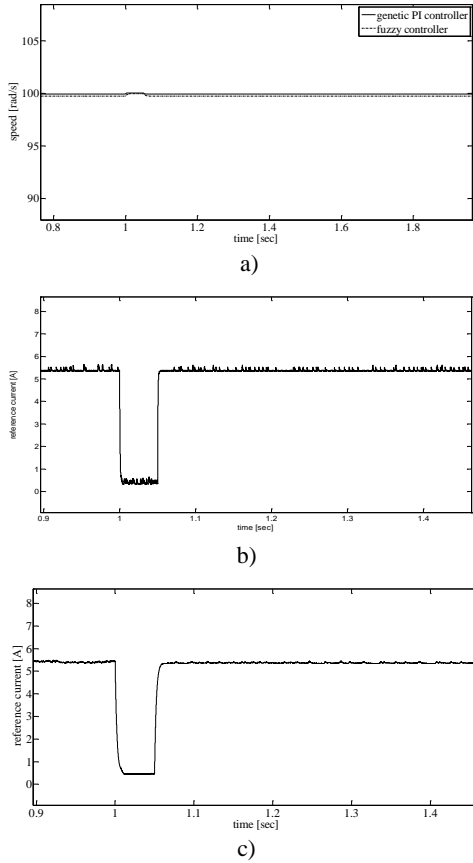 genetic PI controller
fuzzy controller
105
100
95
90
speed [rad/s]
0.8 1 1.2 1.4 1.6 1.8
time [sec]
a)
8
7
6
5
4
3
2
1
0
reference current [A]
0.9 1 1.1 1.2 1.3 1.4
time [sec]
b)
8
7
6
5
4
3
2
1
0
reference current [A]
0.9 1 1.1 1.2 1.3 1.4
time [sec]
c)